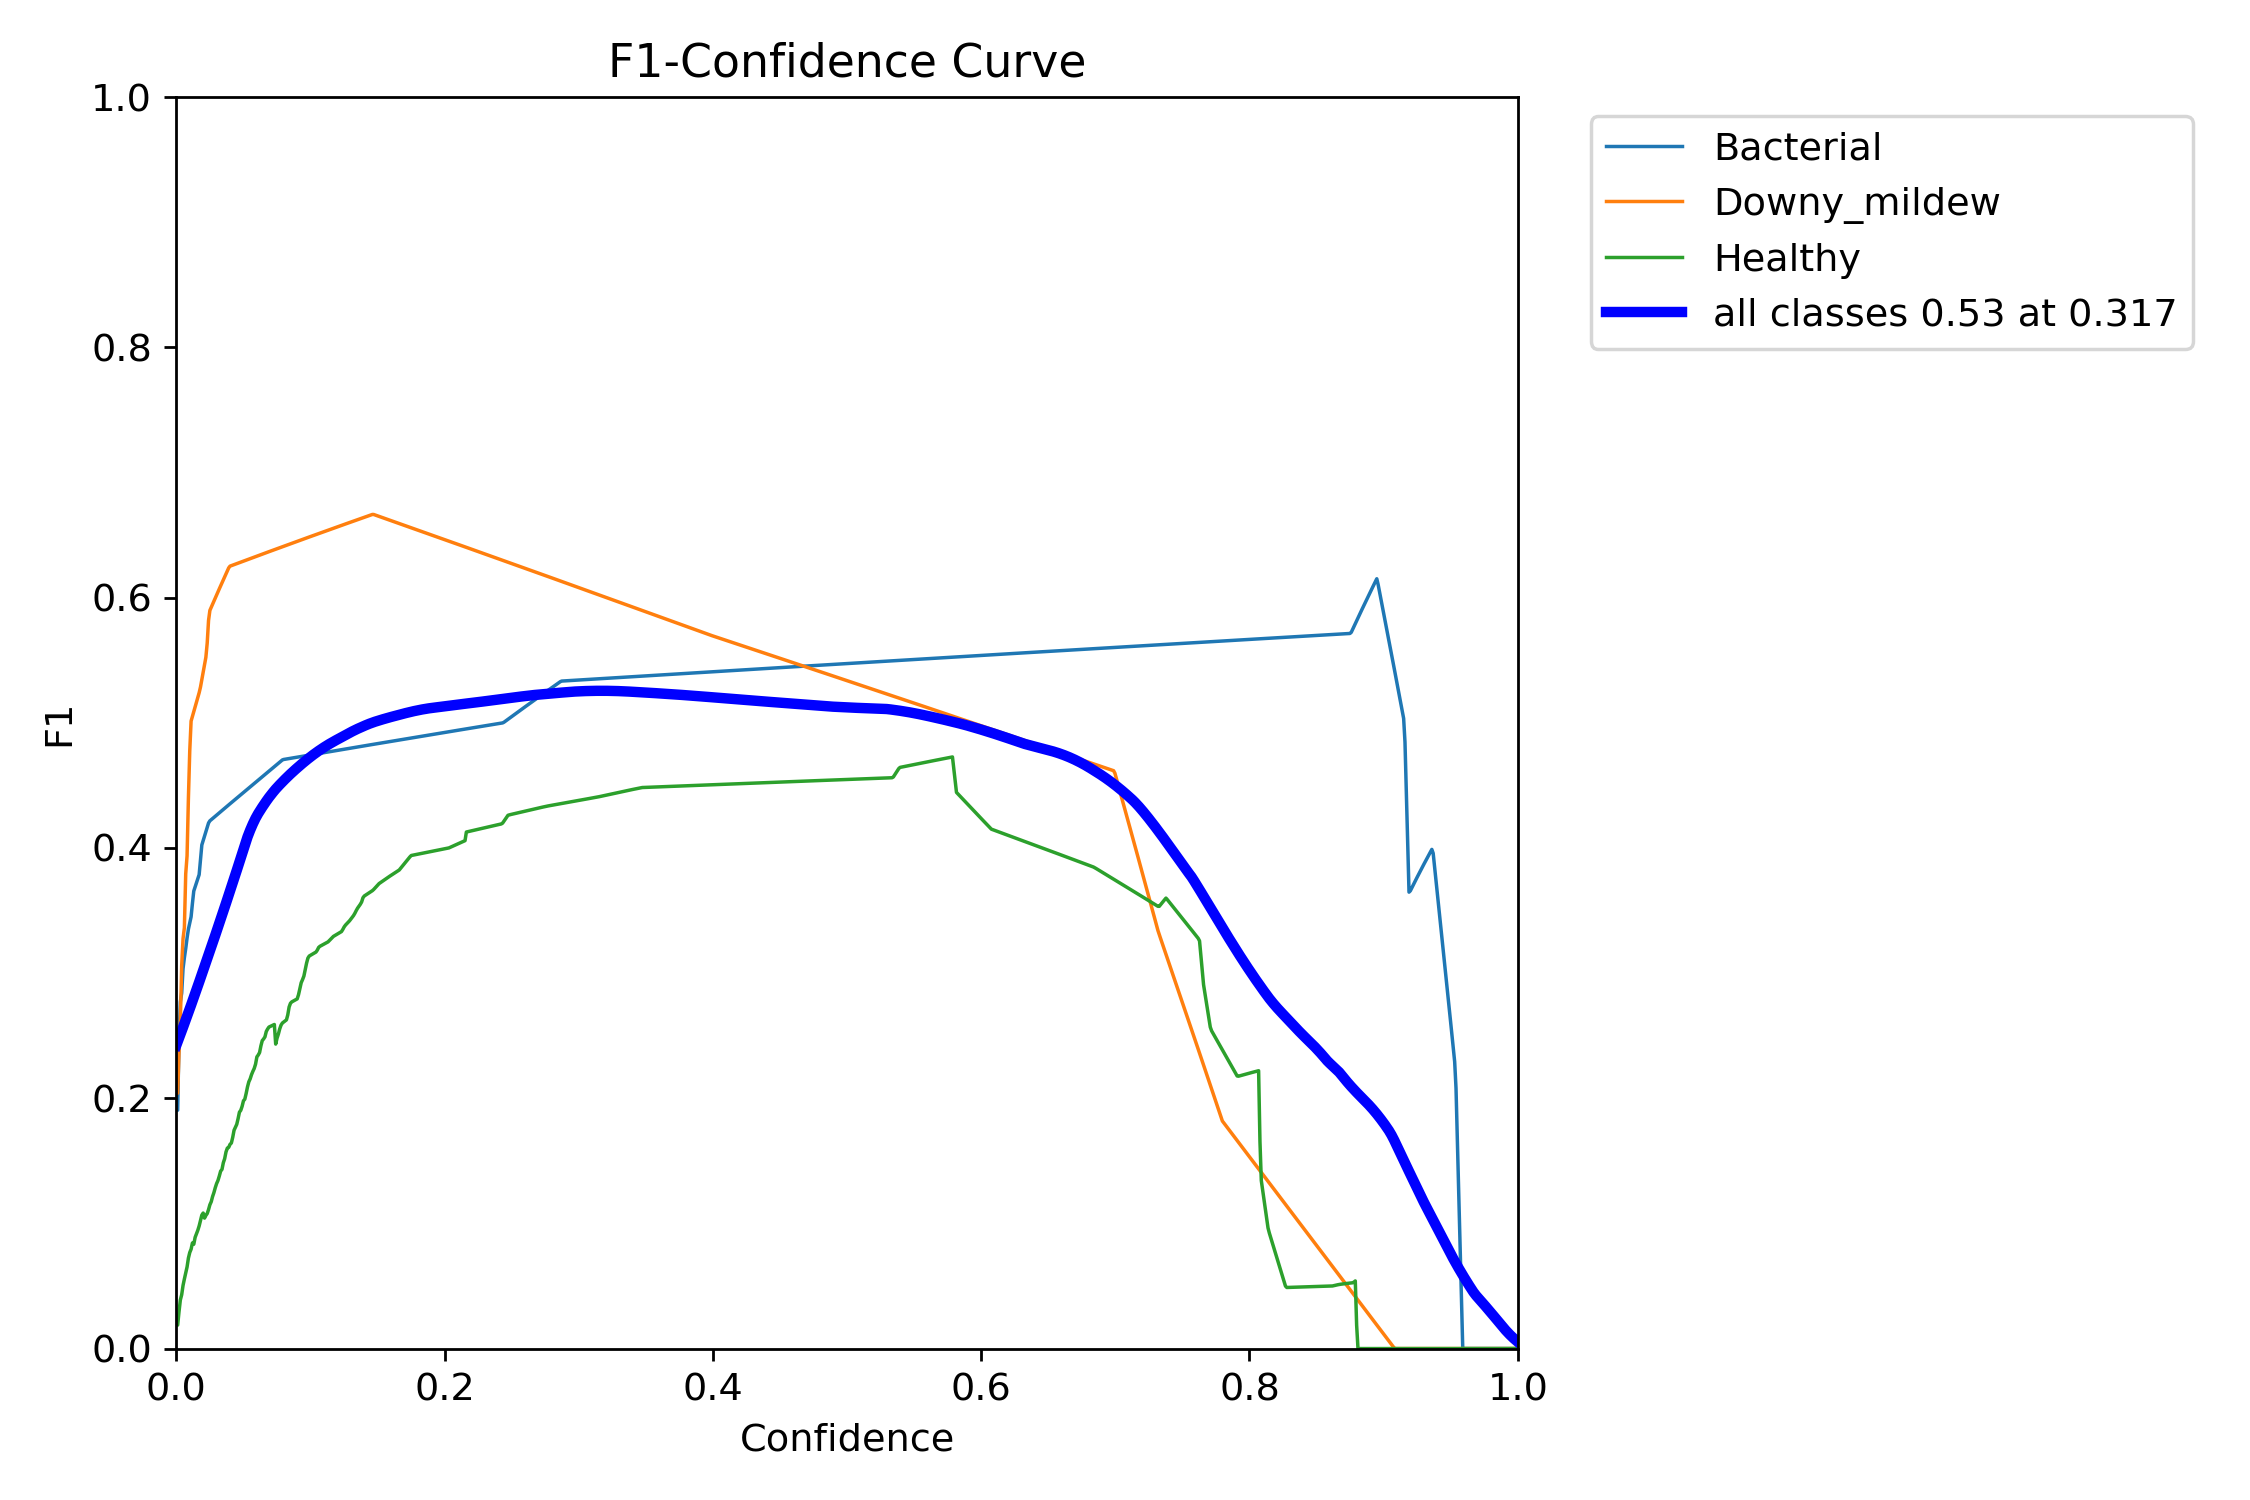 F1-Confidence Curve
1.0
0.8
0.6
0.4
0.2
0.0
F1
0.0 0.2 0.4 0.6 0.8 1.0
Confidence
Bacterial
Downy_mildew
Healthy
all classes 0.53 at 0.317